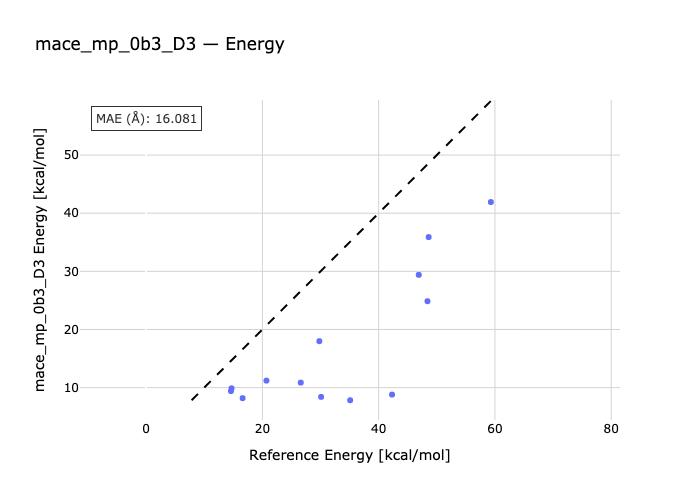 mace_mp_0b3_D3 — Energy
MAE (Å): 16.081
mace_mp_0b3_D3 Energy [kcal/mol]
50
40
30
20
10
0
20
40
60
80
Reference Energy [kcal/mol]